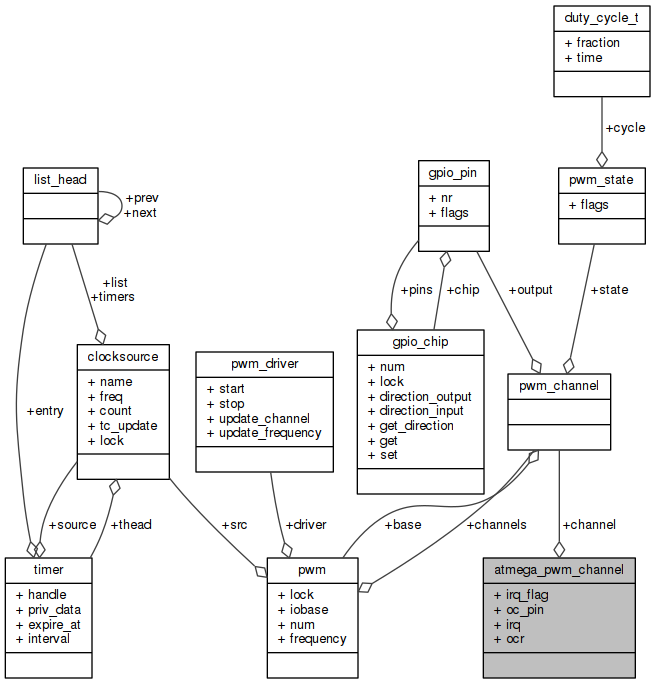 duty_cycle_t
+ fraction
+ time
+cycle
list_head
+prev
+next
gpio_pin
+ nr
+ flags
pwm_state
+ flags
+list
+timers
+pins
+chip
+output
+state
clocksource
+ name
+ freq
+ count
+ tc_update
+ lock
pwm_driver
+ start
+ stop
+ update_channel
+ update_frequency
gpio_chip
+ num
+ lock
+ direction_output
+ direction_input
+ get_direction
+ get
+ set
pwm_channel
+entry
+source
+thead
+src
+driver
+base
+channels
+channel
timer
+ handle
+ priv_data
+ expire_at
+ interval
pwm
+ lock
+ iobase
+ num
+ frequency
atmega_pwm_channel
+ irq_flag
+ oc_pin
+ irq
+ ocr